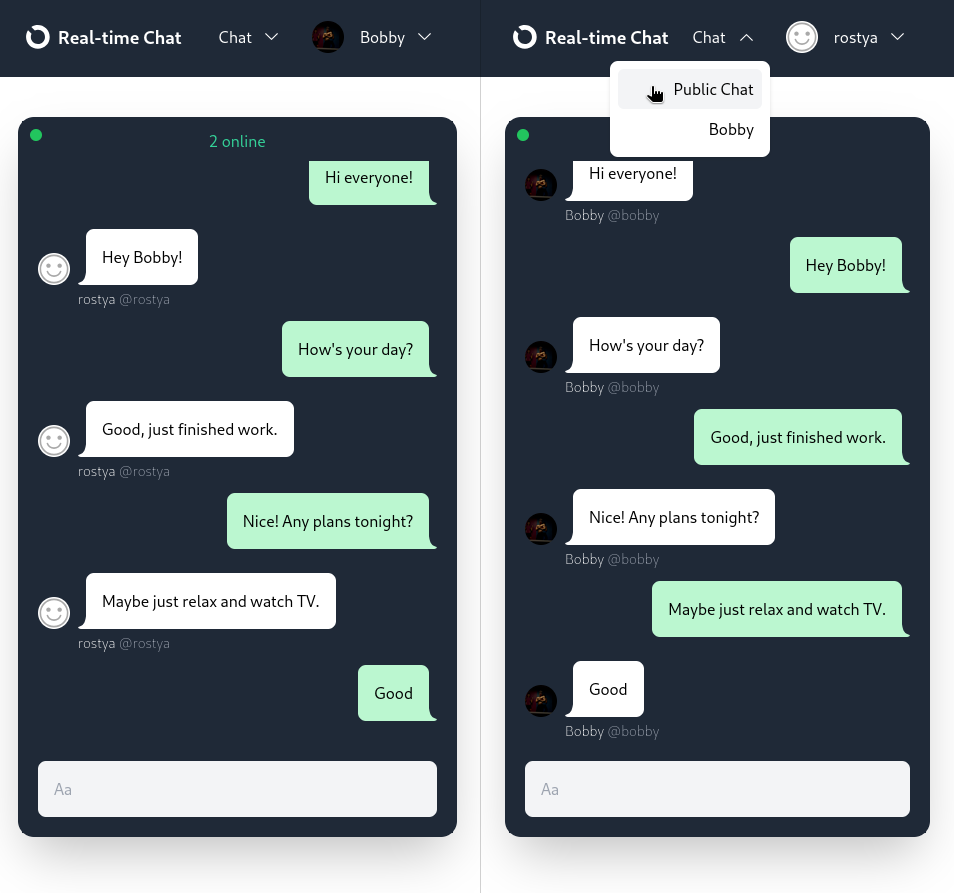 Real-time Chat Chat Bobby
2 online
Hi everyone!
Hey Bobby!
rostya @rostya
How's your day?
Good, just finished work.
rostya @rostya
Nice! Any plans tonight?
Maybe just relax and watch TV.
rostya @rostya
Good
Aa
Real-time Chat Chat rostya
Public Chat
Bobby
Hi everyone!
Bobby @bobby
Hey Bobby!
How's your day?
Bobby @bobby
Good, just finished work.
Nice! Any plans tonight?
Bobby @bobby
Maybe just relax and watch TV.
Good
Bobby @bobby
Aa